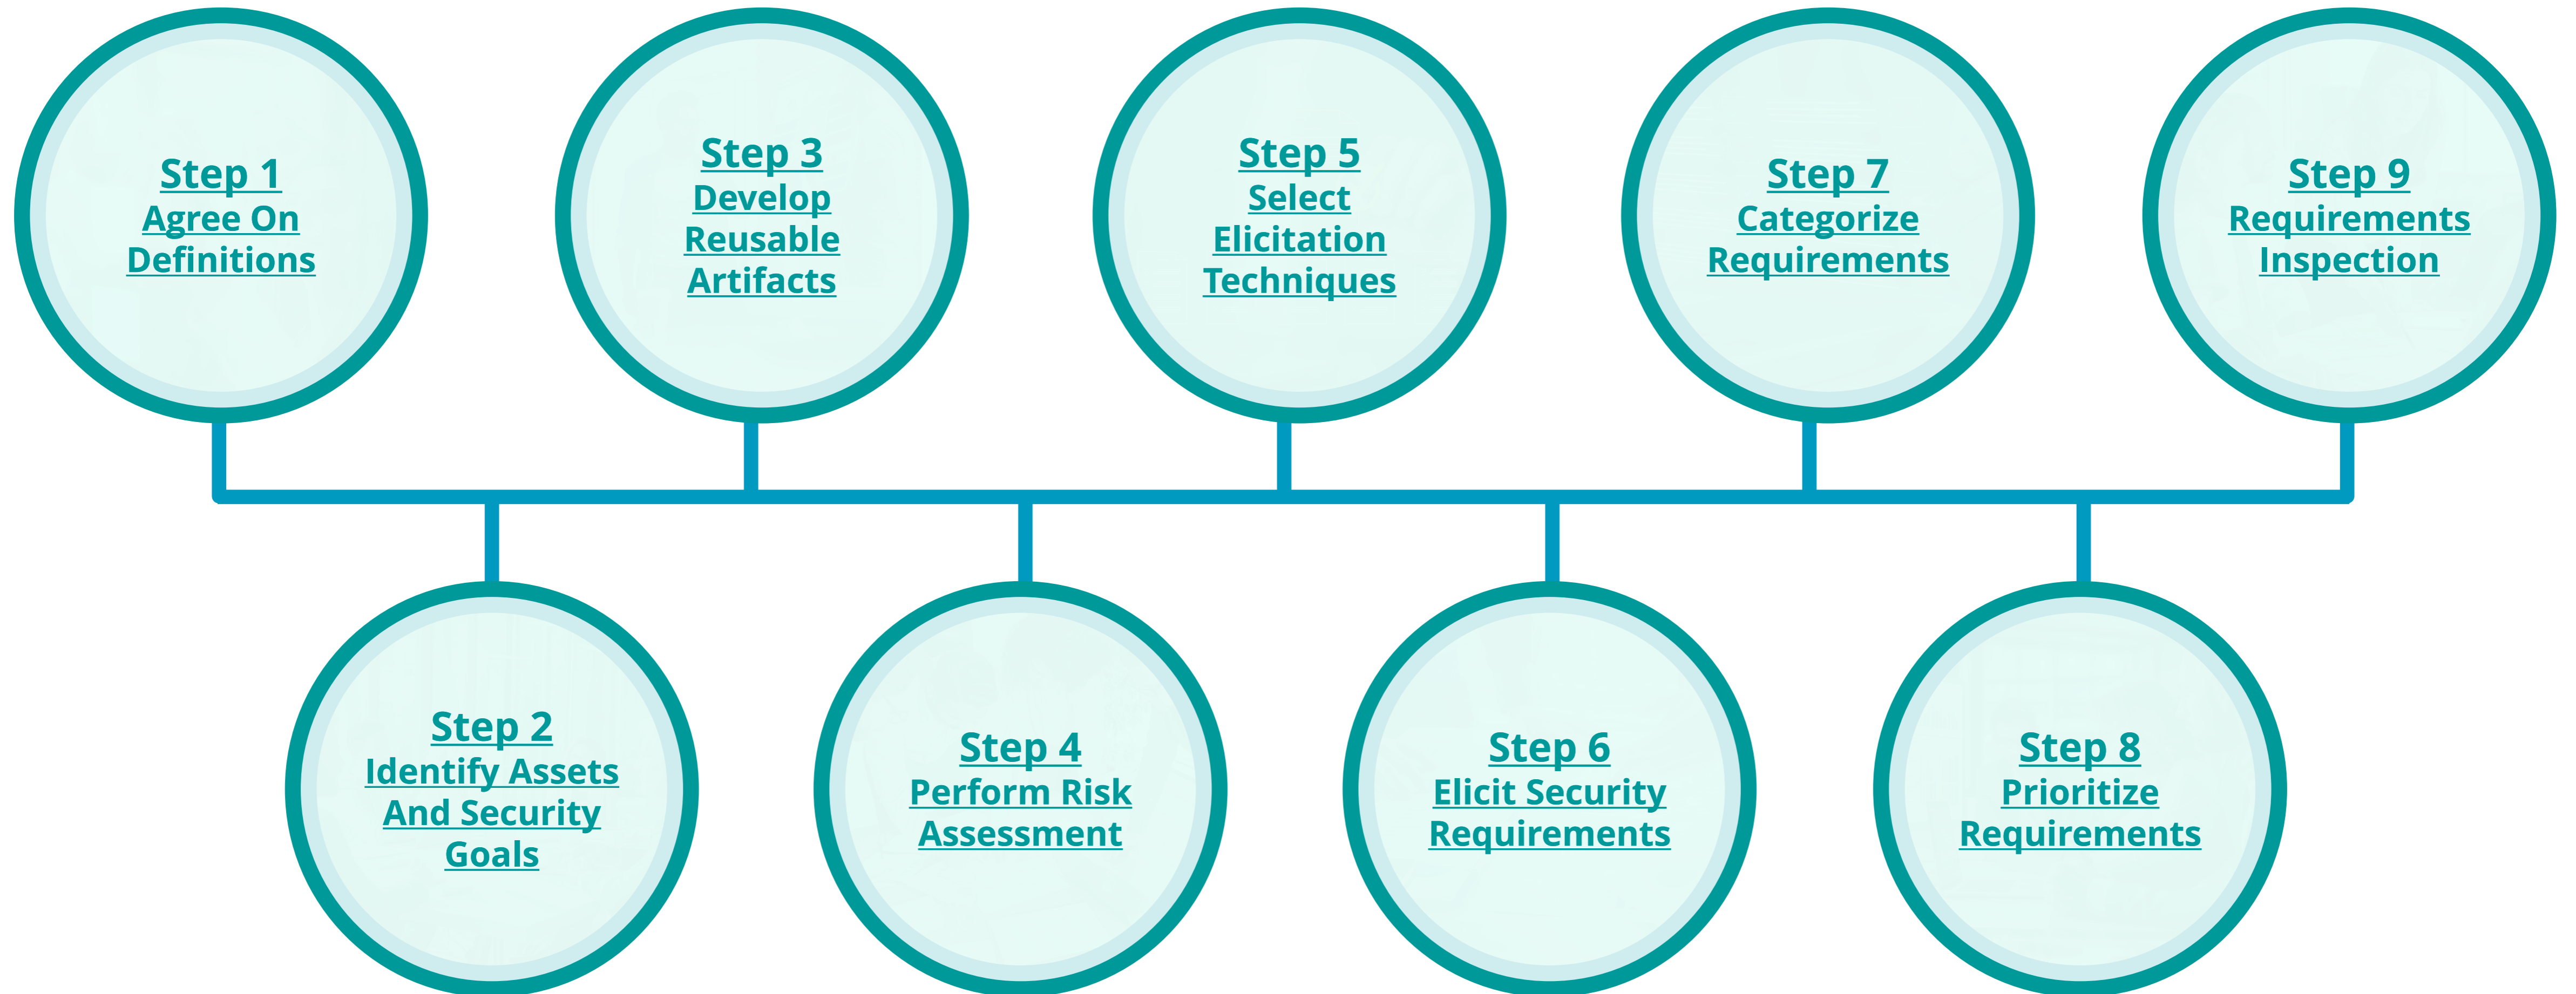 Step 1
Agree On
Definitions
Step 2
Identify Assets
And Security
Goals
Step 3
Develop
Reusable
Artifacts
Step 4
Perform Risk
Assessment
Step 5
Select
Elicitation
Techniques
Step 6
Elicit Security
Requirements
Step 7
Categorize
Requirements
Step 8
Prioritize
Requirements
Step 9
Requirements
Inspection